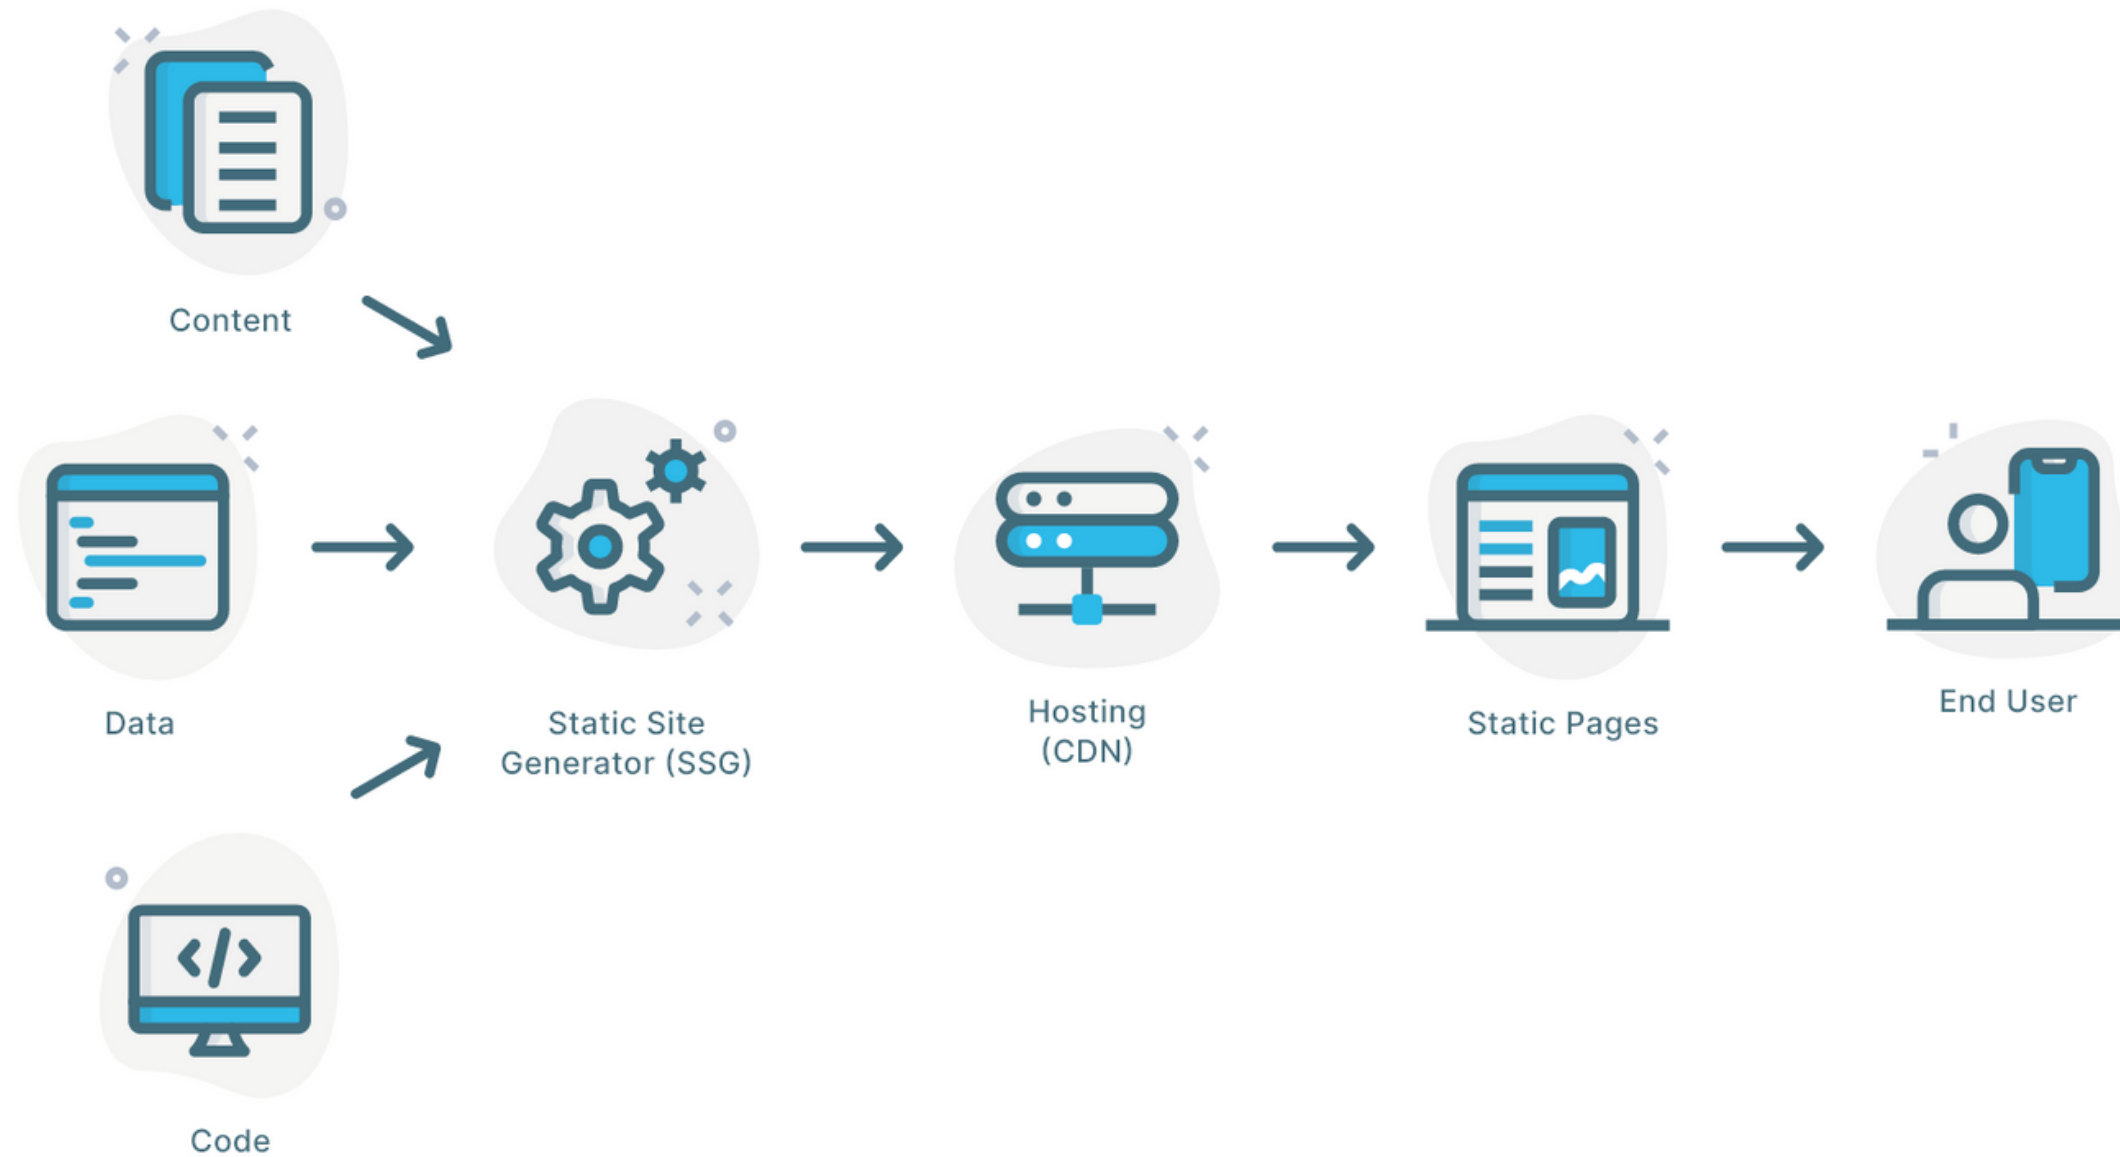 Content
Data
Static Site
Generator (SSG)
Hosting
(CDN)
Static Pages
End User
</>
Code